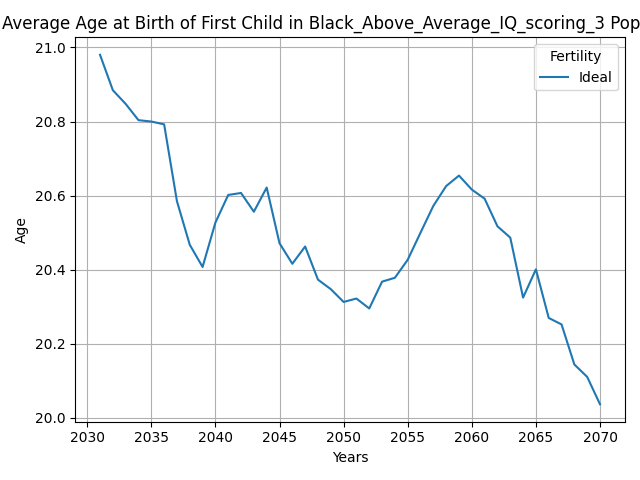 Average Age at Birth of First Child in Black_Above_Average_IQ_scoring_3 Pop
Fertility
Ideal
21.0
20.8
20.6
20.4
20.2
20.0
Age
2030 2035 2040 2045 2050 2055 2060 2065 2070
Years